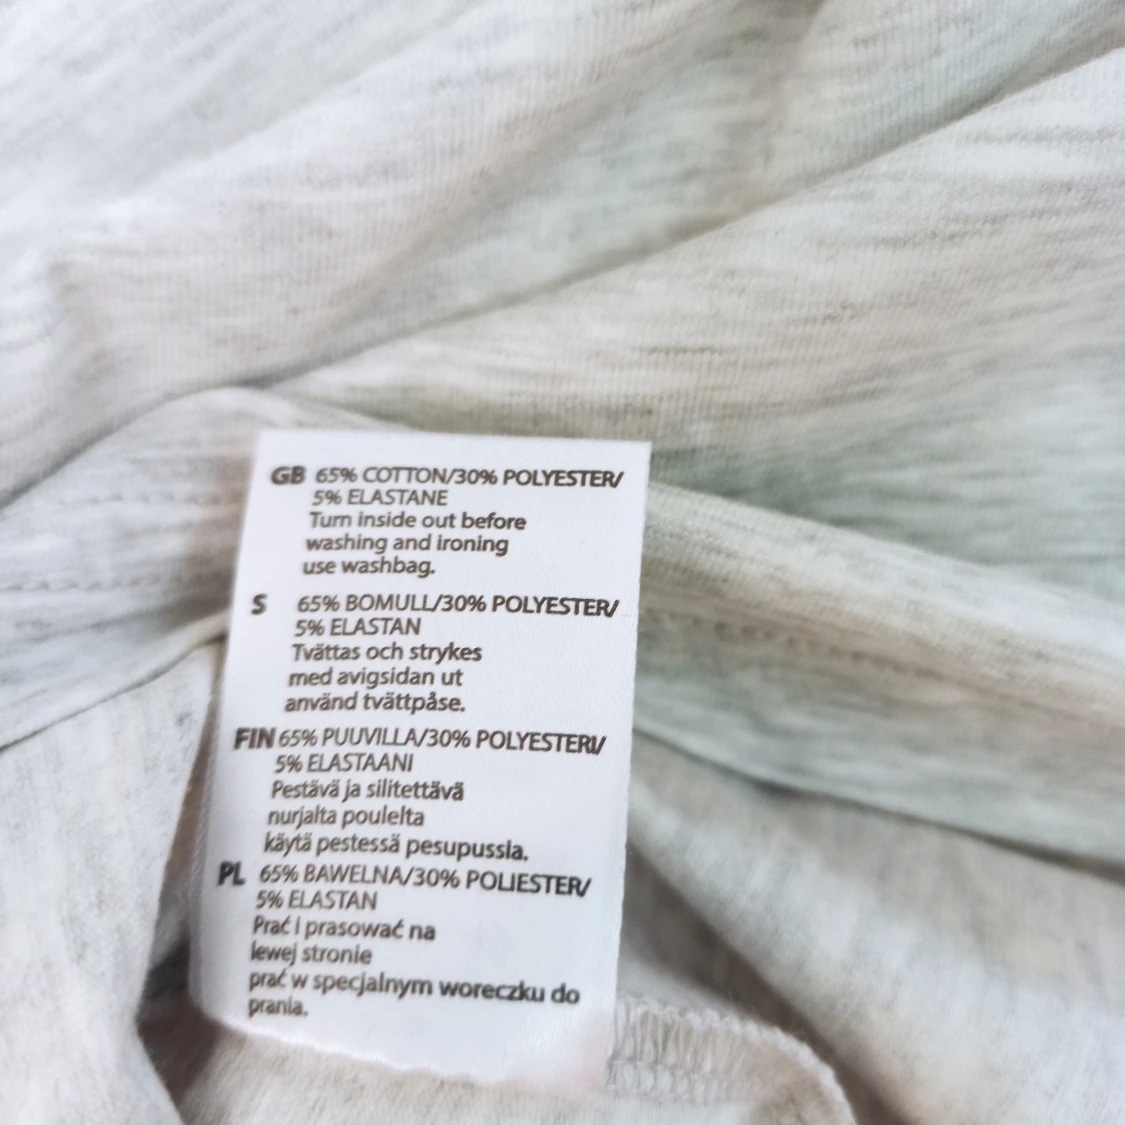 GB 65% COTTON/30% POLYESTER/
5% ELASTANE
Turn inside out before
washing and ironing
use washbag.
S 65% BOMULL/30% POLYESTER/
5% ELASTAN
Tvättas och strykes
med avigsidan ut
använd tvättpåse.
FIN 65% PUUVILLA/30% POLYESTERI/
5% ELASTAANI
Pestävä ja silitettävä
nurjalta poulelta
käytä pestessä pesupussia.
PL 65% BAWELNA/30% POLIESTER/
5% ELASTAN
Prać i prasować na
lewej stronie
prać w specjalnym woreczku do
prania.